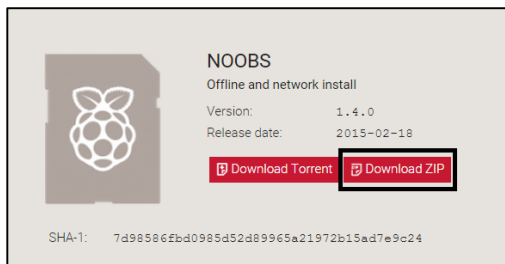 NOOBS
Offline and network install
Version: 1.4.0
Release date: 2015-02-18
Download Torrent Download ZIP
SHA-1: 7d98586fbd0985d52d89965a21972b15ad7e9c24